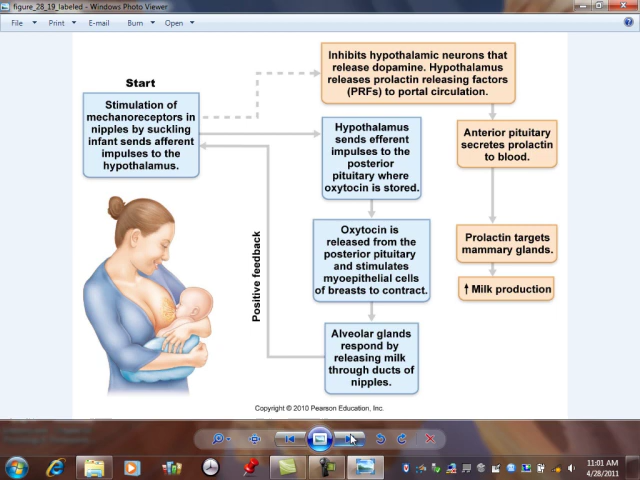 figure_28_19_labeled - Windows Photo Viewer
File Print E-mail Burn Open
Start
Stimulation of
mechanoreceptors in
nipples by suckling
infant sends afferent
impulses to the
hypothalamus.
Inhibits hypothalamic neurons that
release dopamine. Hypothalamus
releases prolactin releasing factors
(PRFs) to portal circulation.
Hypothalamus
sends efferent
impulses to the
posterior
pituitary where
oxytocin is stored.
Anterior pituitary
secretes prolactin
to blood.
Oxytocin is
released from the
posterior pituitary
and stimulates
myoepithelial cells
of breasts to contract.
Prolactin targets
mammary glands.
↑ Milk production
Positive feedback
Alveolar glands
respond by
releasing milk
through ducts of
nipples.
Copyright © 2010 Pearson Education, Inc.
11:01 AM
4/28/2011